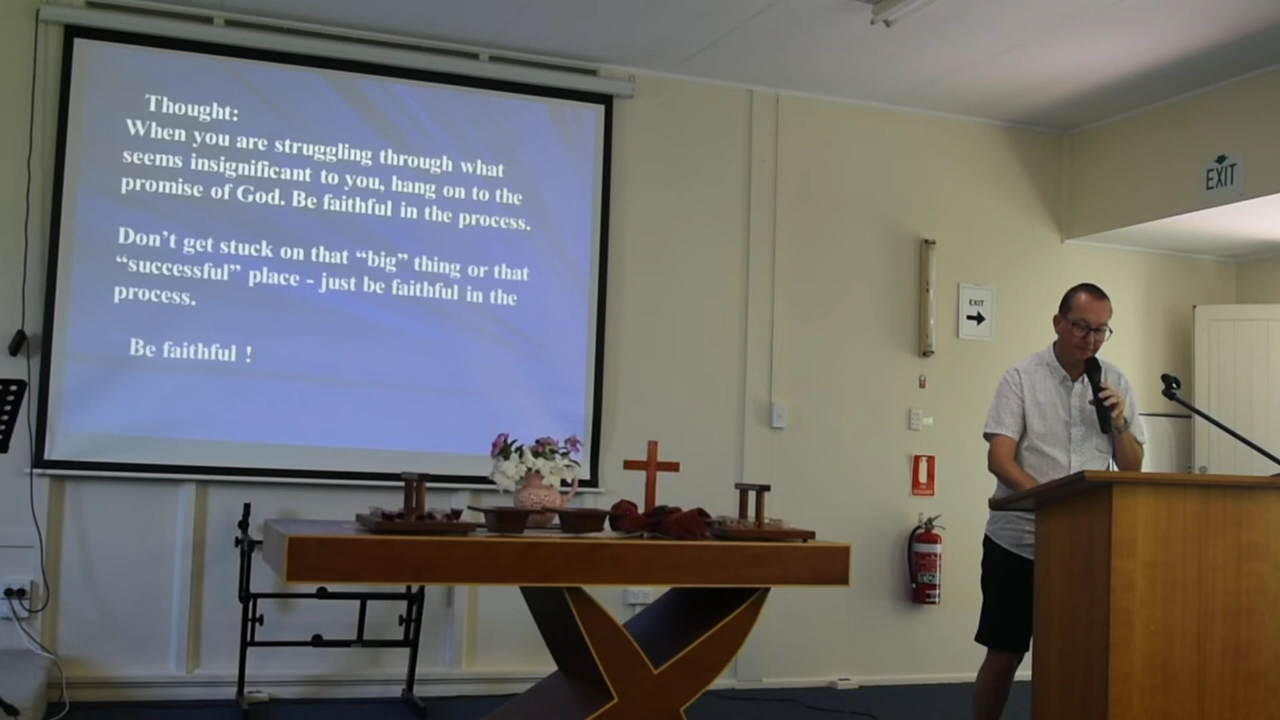 Thought:
When you are struggling through what
seems insignificant to you, hang on to the
promise of God. Be faithful in the process.
Don't get stuck on that “big” thing or that
“successful” place - just be faithful in the
process.
Be faithful !
EXIT
EXIT